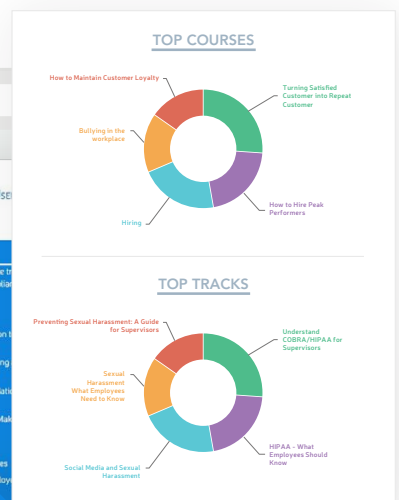 TOP COURSES
How to Maintain Customer Loyalty
Turning Satisfied
Customer into Repeat
Customer
Bullying in the
workplace
How to Hire Peak
Performers
Hiring
TOP TRACKS
Preventing Sexual Harassment: A Guide
for Supervisors
Understand
COBRA/HIPAA for
Supervisors
Sexual
Harassment
What Employees
Need to Know
HIPAA - What
Employees Should
Know
Social Media and Sexual
Harassment